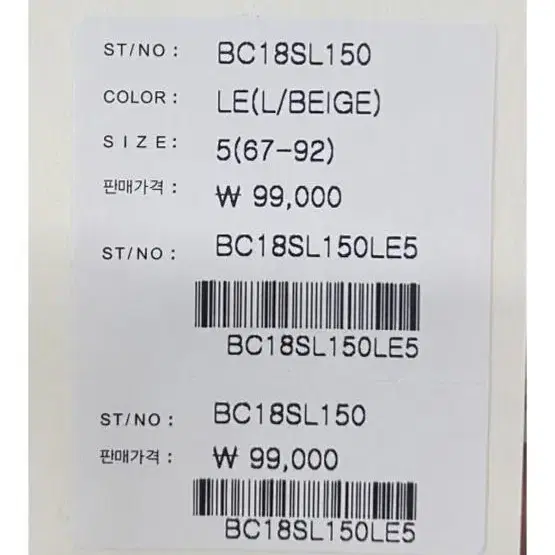 ST/NO : BC18SL150
COLOR : LE(L/BEIGE)
SIZE: 5(67-92)
판매가격 : ₩ 99,000
ST/NO : BC18SL150LE5
BC18SL150LE5
ST/NO : BC18SL150
판매가격 : ₩ 99,000
BC18SL150LE5